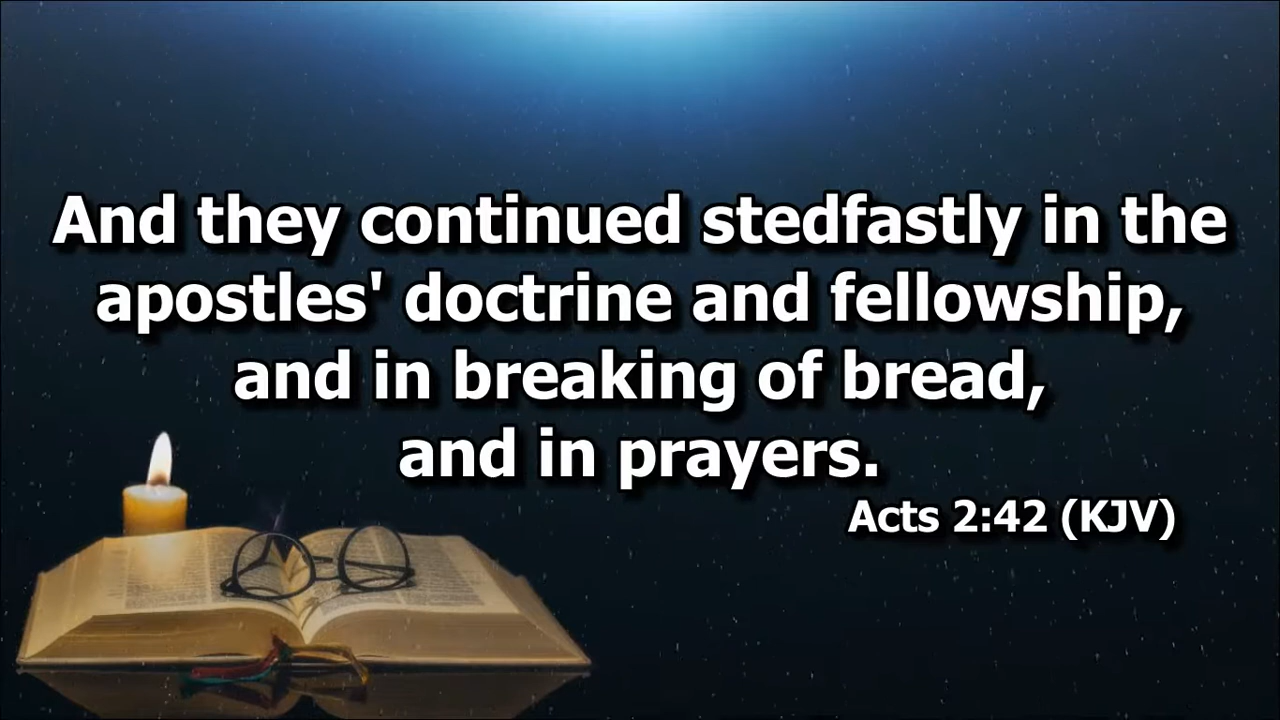 And they continued stedfastly in the
apostles' doctrine and fellowship,
and in breaking of bread,
and in prayers.
Acts 2:42 (KJV)